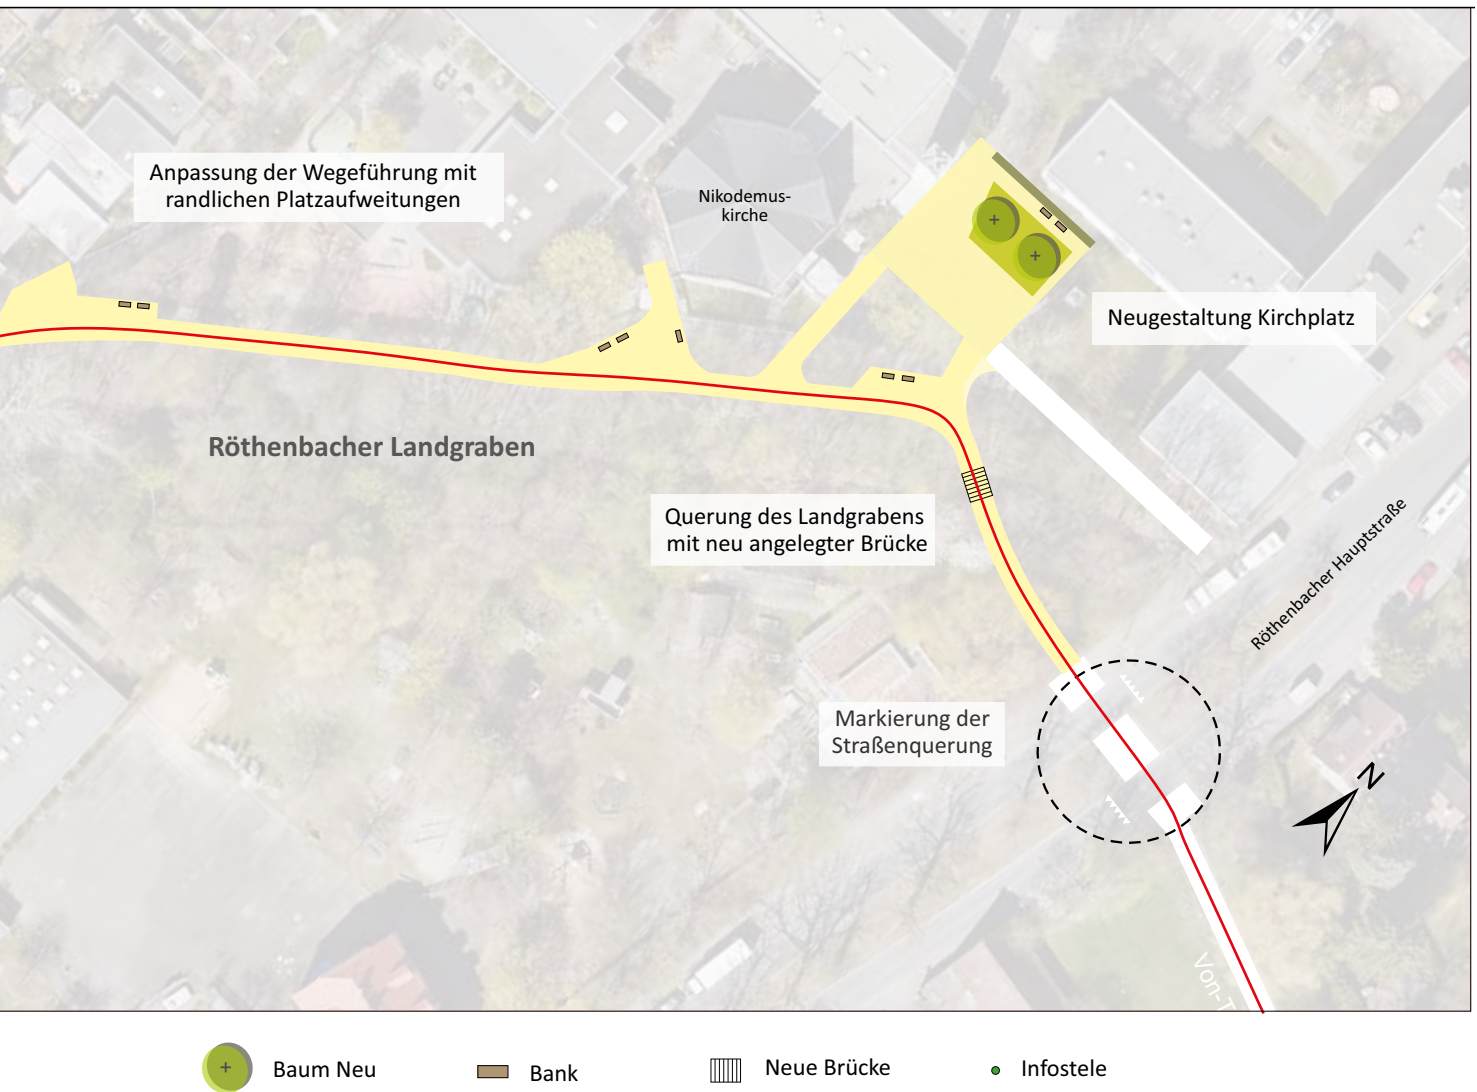 Anpassung der Wegeführung mit
randlichen Platzaufweitungen
Nikodemus-
kirche
Neugestaltung Kirchplatz
Röthenbacher Landgraben
Querung des Landgrabens
mit neu angelegter Brücke
Röthenbacher Hauptstraße
Markierung der
Straßenquerung
N
Von-T
Baum Neu
Bank
Neue Brücke
Infostele